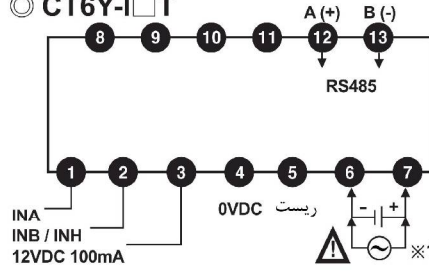 ◎ CT6Y-I□T
A (+) B (-)
8 9 10 11 12 13
RS485
1 2 3 4 5 6 7
INA
INB / INH
12VDC 100mA
0VDC ریست
- +
※1